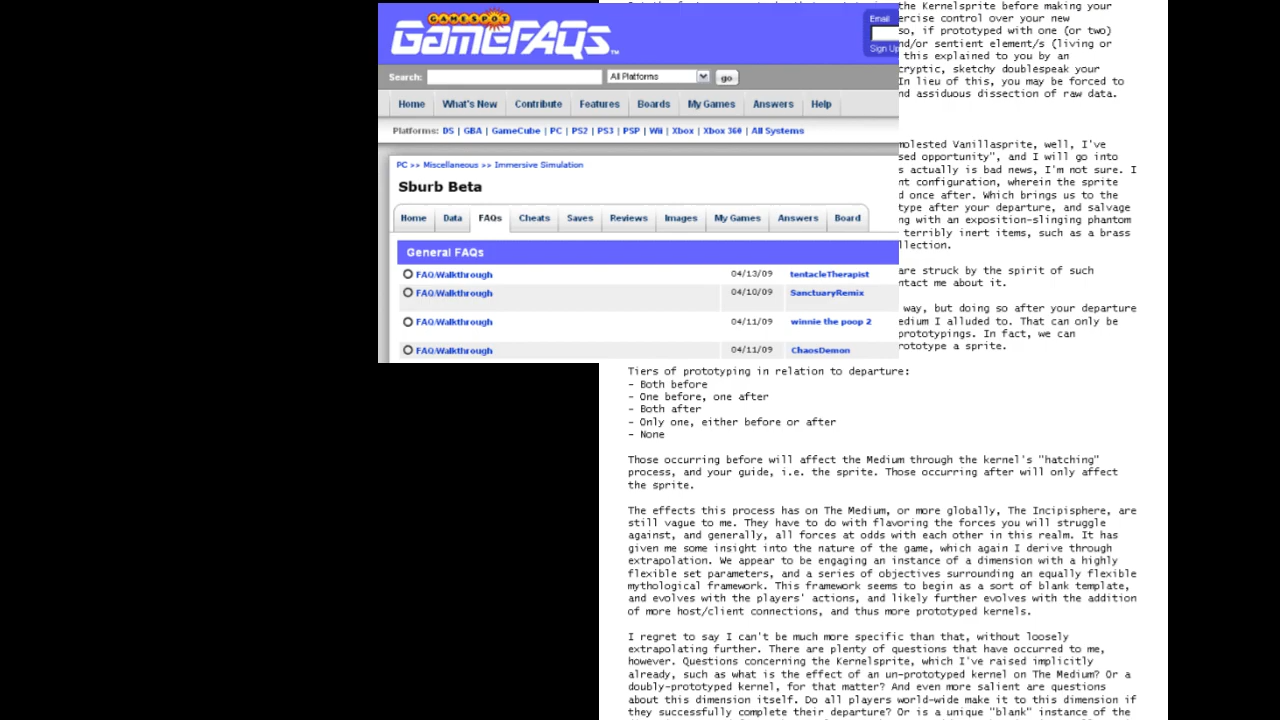 GAMESPOT
GameFAQs
Email
Sign Up
Search:
All Platforms
go
Home
What's New
Contribute
Features
Boards
My Games
Answers
Help
Platforms: DS | GBA | GameCube | PC | PS2 | PS3 | PSP | Wii | Xbox | Xbox 360 | All Systems
PC >> Miscellaneous >> Immersive Simulation
Sburb Beta
Home
Data
FAQs
Cheats
Saves
Reviews
Images
My Games
Answers
Board
General FAQs
FAQ/Walkthrough 04/13/09 tentacleTherapist
FAQ/Walkthrough 04/10/09 SanctuaryRemix
FAQ/Walkthrough 04/11/09 winnie the poop 2
FAQ/Walkthrough 04/11/09 ChaosDemon
the Kernelsprite before making your
ercise control over your new
so, if prototyped with one (or two)
nd/or sentient element/s (living or
this explained to you by an
cryptic, sketchy doublespeak your
In lieu of this, you may be forced to
nd assiduous dissection of raw data.
molested Vanillasprite, well, I've
sed opportunity", and I will go into
s actually is bad news, I'm not sure. I
nt configuration, wherein the sprite
d once after. Which brings us to the
type after your departure, and salvage
ng with an exposition-slinging phantom
terribly inert items, such as a brass
llection.
are struck by the spirit of such
ntact me about it.
way, but doing so after your departure
edium I alluded to. That can only be
prototypings. In fact, we can
rototype a sprite.
Tiers of prototyping in relation to departure:
- Both before
- One before, one after
- Both after
- Only one, either before or after
- None
Those occurring before will affect the Medium through the kernel's "hatching"
process, and your guide, i.e. the sprite. Those occurring after will only affect
the sprite.
The effects this process has on The Medium, or more globally, The Incipisphere, are
still vague to me. They have to do with flavoring the forces you will struggle
against, and generally, all forces at odds with each other in this realm. It has
given me some insight into the nature of the game, which again I derive through
extrapolation. We appear to be engaging an instance of a dimension with a highly
flexible set parameters, and a series of objectives surrounding an equally flexible
mythological framework. This framework seems to begin as a sort of blank template,
and evolves with the players' actions, and likely further evolves with the addition
of more host/client connections, and thus more prototyped kernels.
I regret to say I can't be much more specific than that, without loosely
extrapolating further. There are plenty of questions that have occurred to me,
however. Questions concerning the Kernelsprite, which I've raised implicitly
already, such as what is the effect of an un-prototyped kernel on The Medium? Or a
doubly-prototyped kernel, for that matter? And even more salient are questions
about this dimension itself. Do all players world-wide make it to this dimension if
they successfully complete their departure? Or is a unique "blank" instance of the